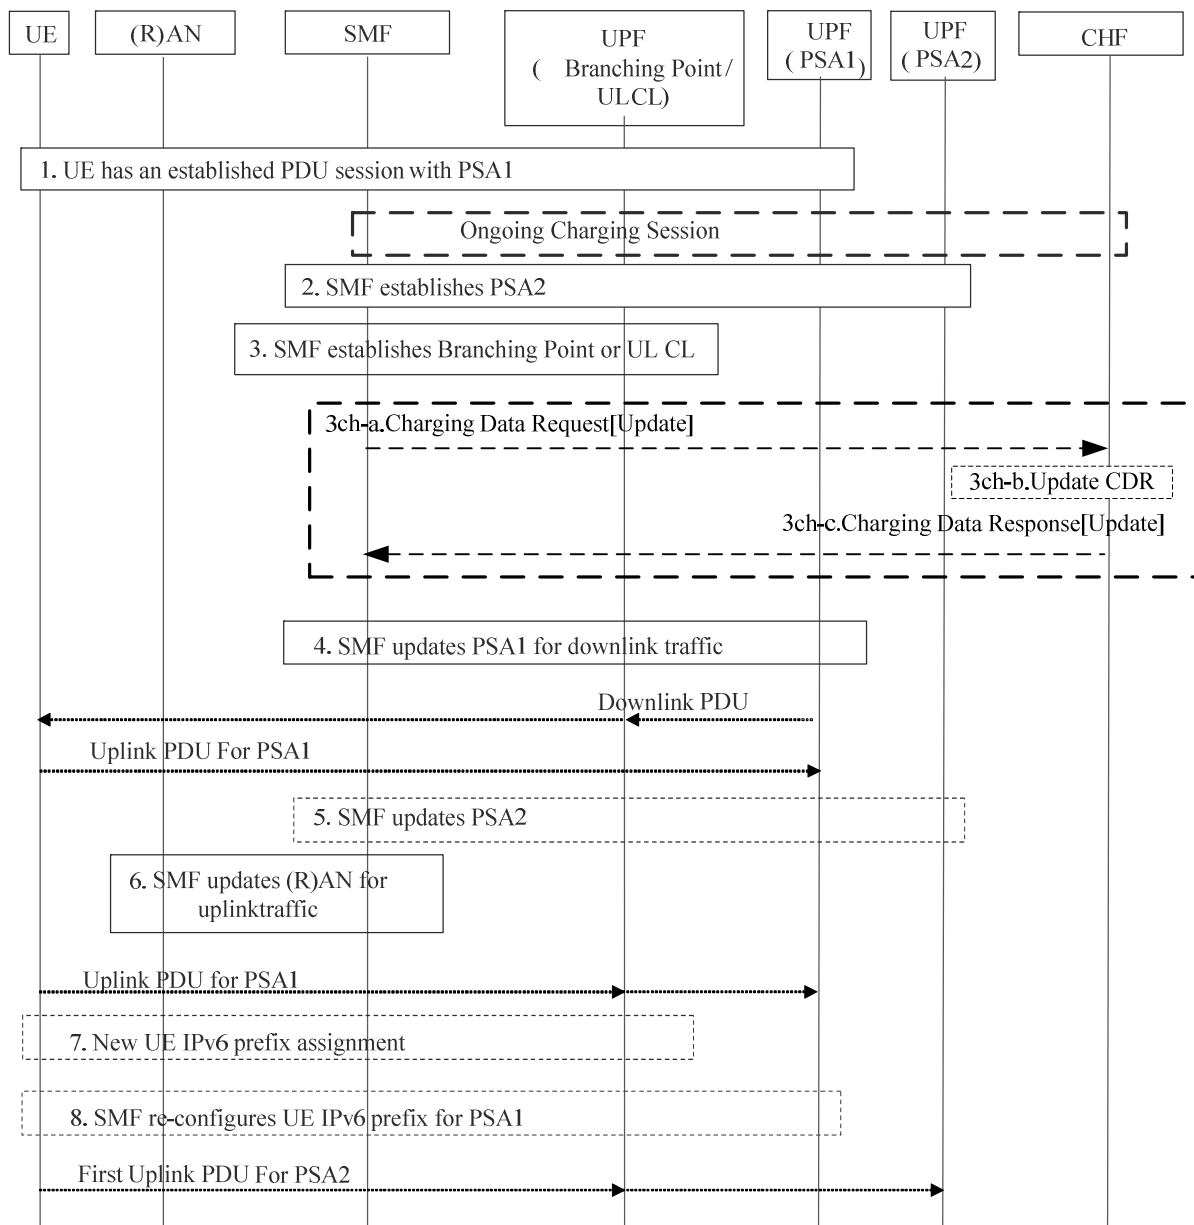 UE
(R)AN
SMF
UPF
( Branching Point /
ULCL)
UPF
( PSA1)
UPF
( PSA2)
CHF
1. UE has an established PDU session with PSA1
Ongoing Charging Session
2. SMF establishes PSA2
3. SMF establishes Branching Point or UL CL
3ch-a.Charging Data Request[Update]
3ch-b.Update CDR
3ch-c.Charging Data Response[Update]
4. SMF updates PSA1 for downlink traffic
Downlink PDU
Uplink PDU For PSA1
5. SMF updates PSA2
6. SMF updates (R)AN for
uplinktraffic
Uplink PDU for PSA1
7. New UE IPv6 prefix assignment
8. SMF re-configures UE IPv6 prefix for PSA1
First Uplink PDU For PSA2